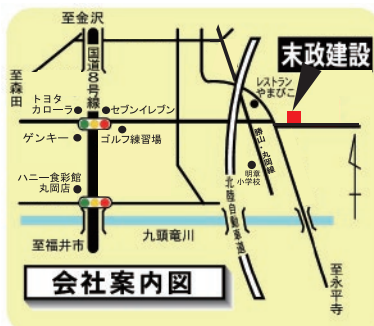 至金沢
末政建設
国道8号線
至森田
レストラン
やまびこ
トヨタ
カローラ
セブンイレブン
ゲンキー
ゴルフ練習場
勝山・丸岡線
明章
小学校
ハニー食彩館
丸岡店
北陸自動車道
九頭竜川
至福井市
至永平寺
会社案内図